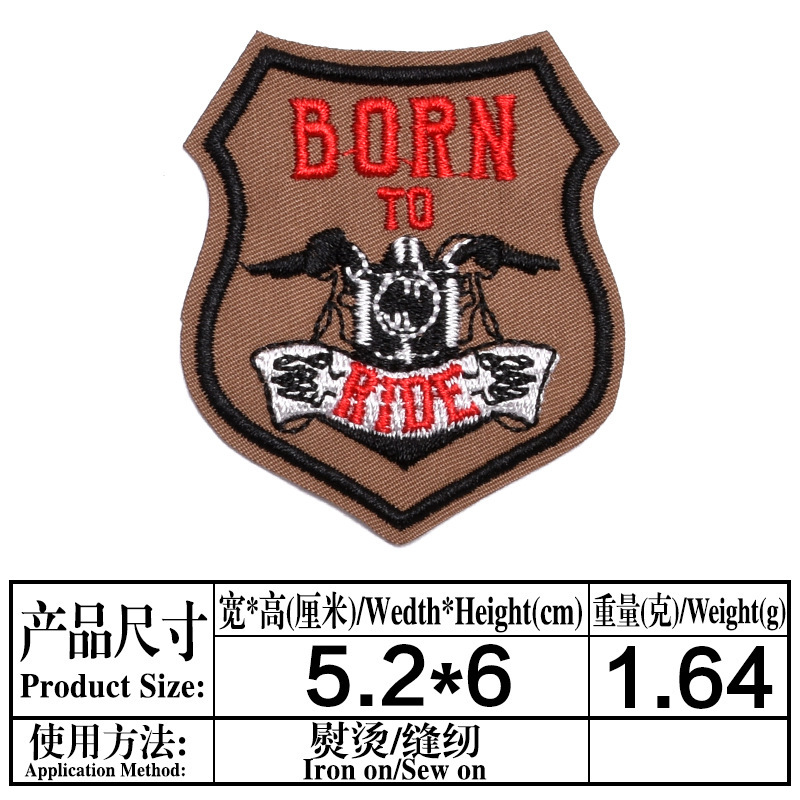 BORN
TO
RIDE
产品尺寸
Product Size:
宽*高(厘米)/Wedth*Height(cm)
重量(克)/Weight(g)
5.2*6
1.64
使用方法:
Application Method:
熨烫/缝纫
Iron on/Sew on